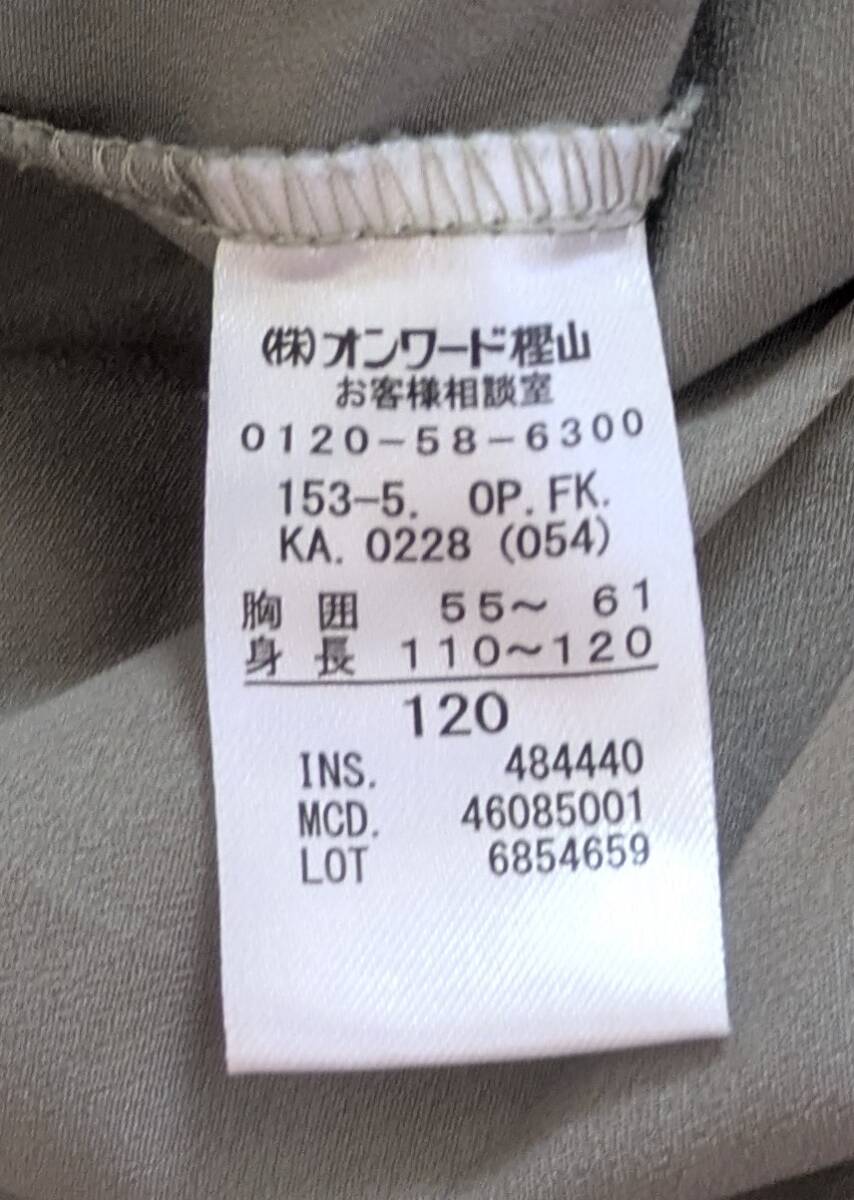 (株)オンワード樫山
お客様相談室
0120-58-6300
153-5. OP.FK.
KA. 0228 (054)
胸 囲 55〜 61
身 長 110〜120
120
INS. 484440
MCD. 46085001
LOT 6854659